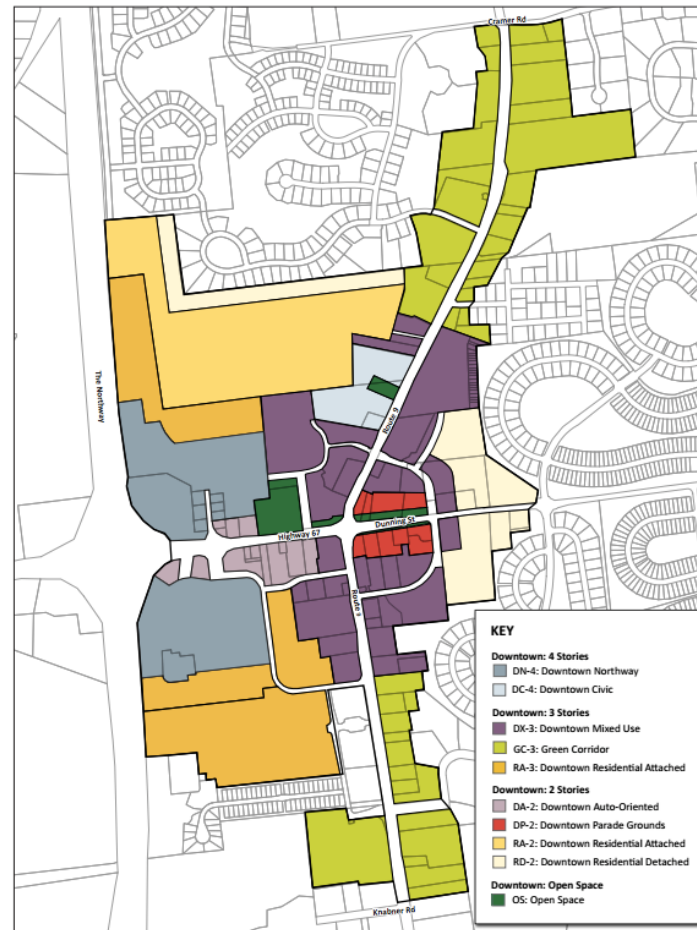 Cramer Rd
The Northway
Route 9
Dunning St
Highway 67
Route 9
KEY
Downtown: 4 Stories
DN-4: Downtown Northway
DC-4: Downtown Civic
Downtown: 3 Stories
DX-3: Downtown Mixed Use
GC-3: Green Corridor
RA-3: Downtown Residential Attached
Downtown: 2 Stories
DA-2: Downtown Auto-Oriented
DP-2: Downtown Parade Grounds
RA-2: Downtown Residential Attached
RD-2: Downtown Residential Detached
Downtown: Open Space
OS: Open Space
Knabner Rd